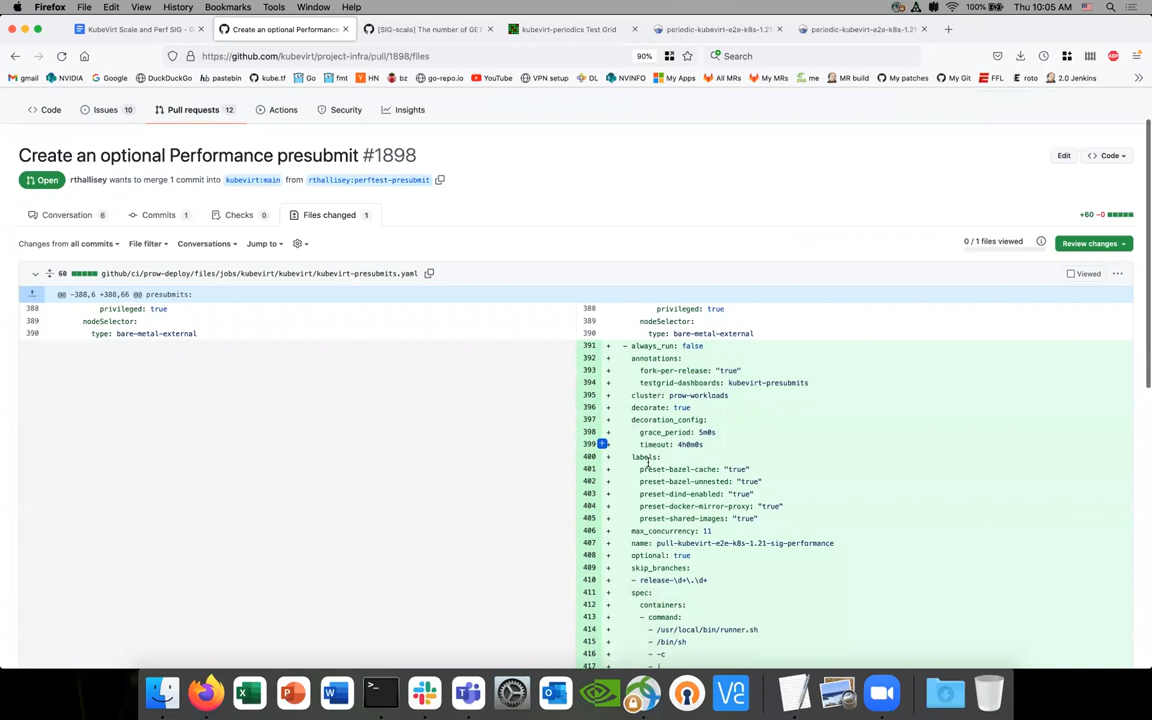 Firefox File Edit View History Bookmarks Tools Window Help 100% Thu 10:05 AM
KubeVirt Scale and Perf SIG - G
Create an optional Performance
[SIG-scale] The number of GET
kubevirt-periodics Test Grid
periodic-kubevirt-e2e-k8s-1.21
periodic-kubevirt-e2e-k8s-1.21
https://github.com/kubevirt/project-infra/pull/1898/files 90% Search
gmail NVIDIA Google DuckDuckGo pastebin kube.tf Go fmt HN bz go-repo.io YouTube VPN setup DL NVINFO My Apps All MRs My MRs me MR build My patches My Git FFL roto 2.0 Jenkins
Code Issues 10 Pull requests 12 Actions Security Insights
Create an optional Performance presubmit #1898
Edit Code
Open rthallisey wants to merge 1 commit into kubevirt:main from rthallisey:perftest-presubmit
Conversation 6 Commits 1 Checks 0 Files changed 1
+60 −0
Changes from all commits File filter Conversations Jump to
0 / 1 files viewed Review changes
60 github/ci/prow-deploy/files/jobs/kubevirt/kubevirt/kubevirt-presubmits.yaml Viewed
@@ -388,6 +388,66 @@ presubmits:
388 privileged: true 388 privileged: true
389 nodeSelector: 389 nodeSelector:
390 type: bare-metal-external 390 type: bare-metal-external
391 + - always_run: false
392 + annotations:
393 + fork-per-release: "true"
394 + testgrid-dashboards: kubevirt-presubmits
395 + cluster: prow-workloads
396 + decorate: true
397 + decoration_config:
398 + grace_period: 5m0s
399 + timeout: 4h0m0s
400 + labels:
401 + preset-bazel-cache: "true"
402 + preset-bazel-unnested: "true"
403 + preset-dind-enabled: "true"
404 + preset-docker-mirror-proxy: "true"
405 + preset-shared-images: "true"
406 + max_concurrency: 11
407 + name: pull-kubevirt-e2e-k8s-1.21-sig-performance
408 + optional: true
409 + skip_branches:
410 + - release-\d+\.\d+
411 + spec:
412 + containers:
413 + - command:
414 + - /usr/local/bin/runner.sh
415 + - /bin/sh
416 + - -c
417 + - |